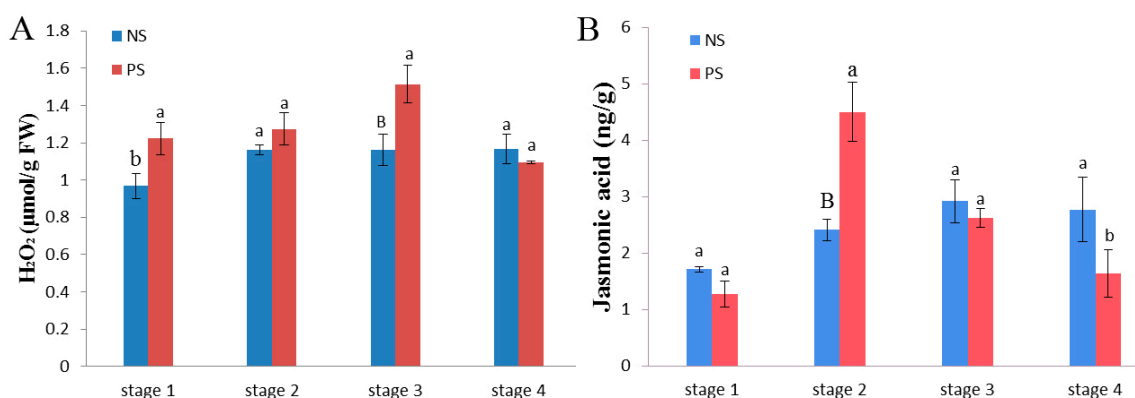 A
H₂O₂ (μmol/g FW)
1.8
1.6
1.4
1.2
1
0.8
0.6
0.4
0.2
0
NS
PS
b
a
a
a
B
a
a
a
stage 1
stage 2
stage 3
stage 4
B
Jasmonic acid (ng/g)
6
5
4
3
2
1
0
NS
PS
a
a
B
a
a
a
a
b
stage 1
stage 2
stage 3
stage 4